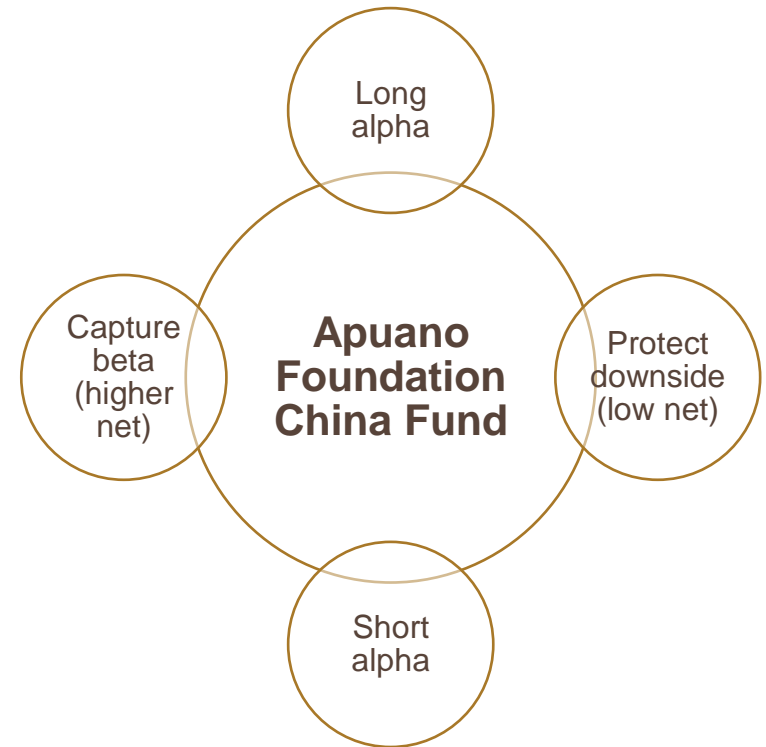 Long
alpha
Capture
beta
(higher
net)
Apuano
Foundation
China Fund
Protect
downside
(low net)
Short
alpha